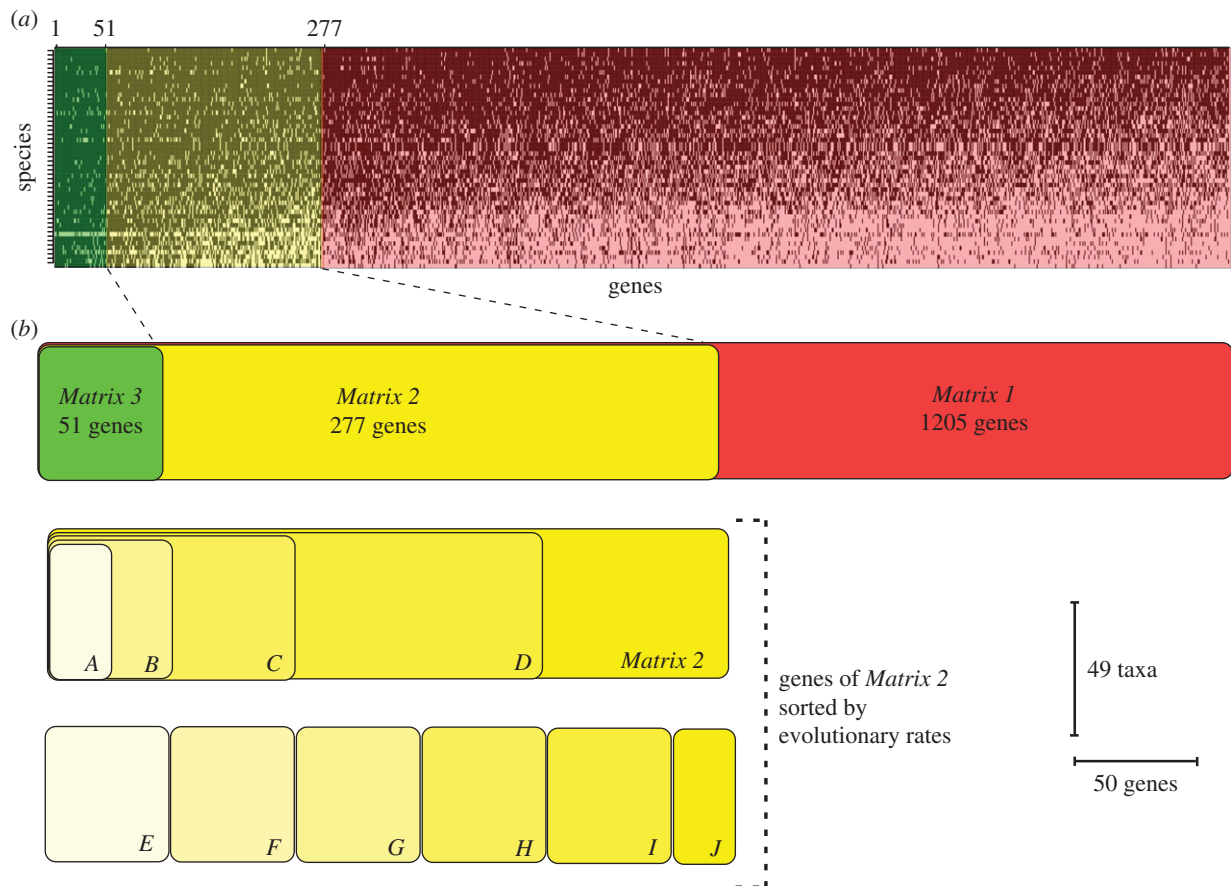 (a)
1 51 277
species
genes
(b)
Matrix 3
51 genes
Matrix 2
277 genes
Matrix 1
1205 genes
A B C D Matrix 2
E F G H I J
genes of Matrix 2
sorted by
evolutionary rates
49 taxa
50 genes